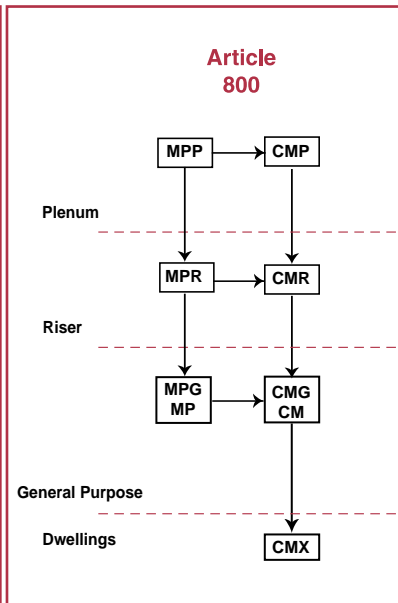 Article
800
MPP
CMP
Plenum
MPR
CMR
Riser
MPG
MP
CMG
CM
General Purpose
Dwellings
CMX